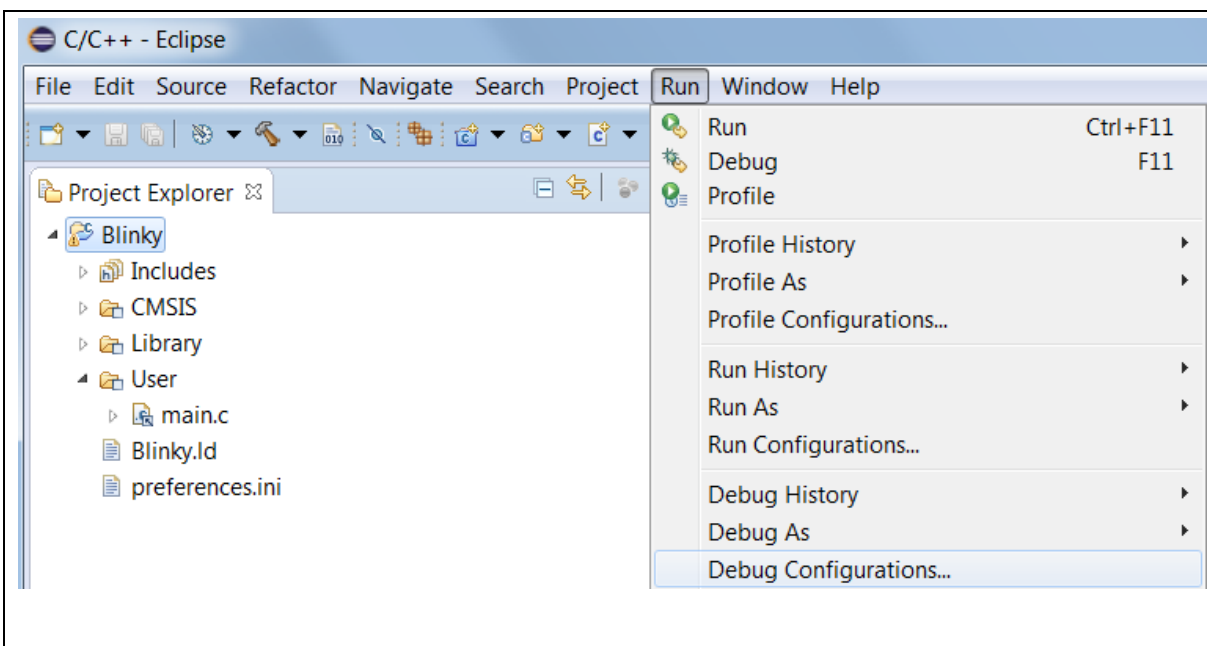 C/C++ - Eclipse
File Edit Source Refactor Navigate Search Project Run Window Help
010
Project Explorer
Blinky
Includes
CMSIS
Library
User
main.c
Blinky.ld
preferences.ini
Run Ctrl+F11
Debug F11
Profile
Profile History
Profile As
Profile Configurations...
Run History
Run As
Run Configurations...
Debug History
Debug As
Debug Configurations...